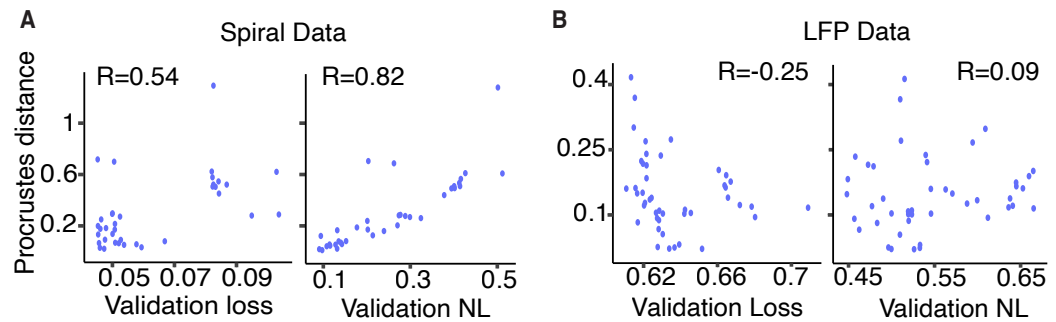 A
Spiral Data
B
LFP Data
Procrustes distance
R=0.54
R=0.82
R=-0.25
R=0.09
1
0.6
0.2
0.4
0.25
0.1
0.05 0.07 0.09
0.1 0.3 0.5
0.62 0.66 0.70
0.45 0.55 0.65
Validation loss
Validation NL
Validation Loss
Validation NL